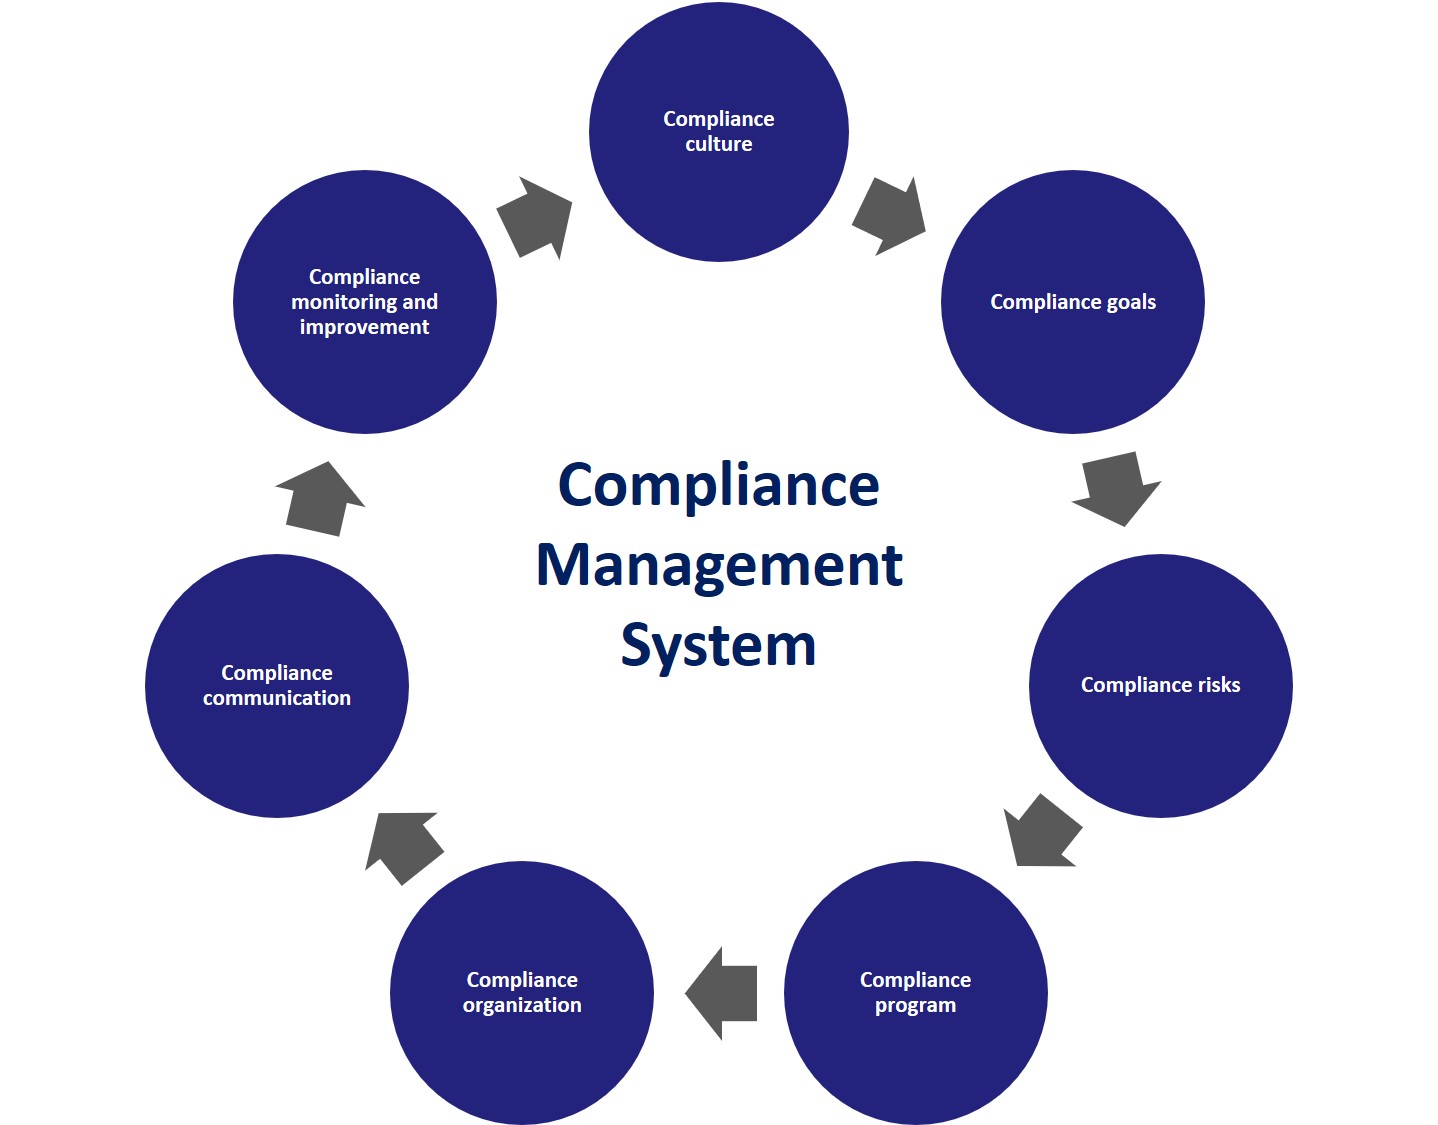 Compliance
culture
Compliance goals
Compliance risks
Compliance
program
Compliance
organization
Compliance
communication
Compliance
monitoring and
improvement
Compliance
Management
System